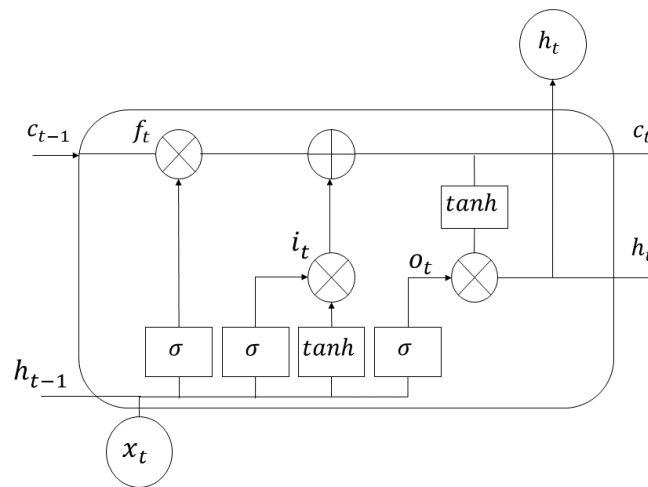 h_t
c_{t-1}
f_t
c_t
tanh
i_t
o_t
h_t
σ
σ
tanh
σ
h_{t-1}
x_t